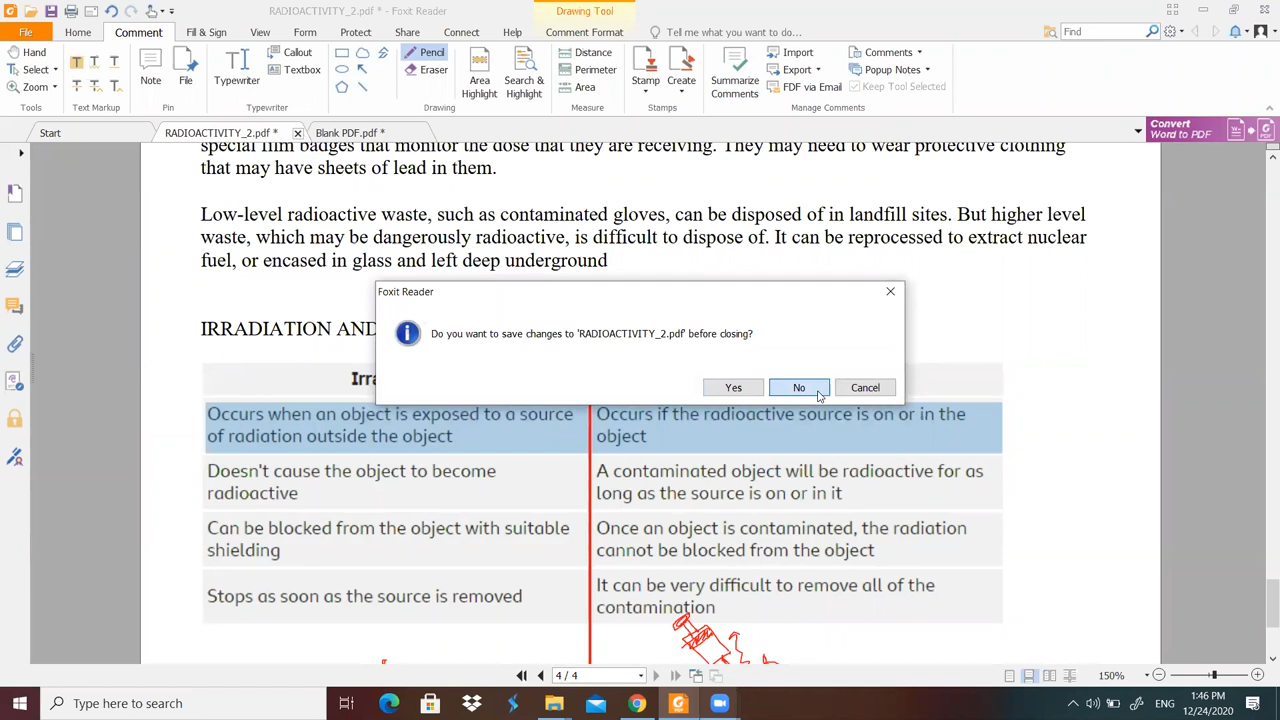 RADIOACTIVITY_2.pdf * - Foxit Reader
Drawing Tool
File Home Comment Fill & Sign View Form Protect Share Connect Help Comment Format Tell me what you want to do... Find
Hand
Select
Zoom
Tools
Text Markup
Note
File
Pin
Typewriter
Callout
Textbox
Typewriter
Pencil
Eraser
Drawing
Area Highlight
Search & Highlight
Distance
Perimeter
Area
Measure
Stamp
Create
Stamps
Summarize Comments
Import
Export
FDF via Email
Comments
Popup Notes
Keep Tool Selected
Manage Comments
Start RADIOACTIVITY_2.pdf * Blank PDF.pdf *
Convert
Word to PDF
special film badges that monitor the dose that they are receiving. They may need to wear protective clothing
that may have sheets of lead in them.
Low-level radioactive waste, such as contaminated gloves, can be disposed of in landfill sites. But higher level
waste, which may be dangerously radioactive, is difficult to dispose of. It can be reprocessed to extract nuclear
fuel, or encased in glass and left deep underground
Foxit Reader
Do you want to save changes to 'RADIOACTIVITY_2.pdf' before closing?
Yes No Cancel
IRRADIATION AND
Irra
Occurs when an object is exposed to a source
of radiation outside the object
Occurs if the radioactive source is on or in the
object
Doesn't cause the object to become
radioactive
A contaminated object will be radioactive for as
long as the source is on or in it
Can be blocked from the object with suitable
shielding
Once an object is contaminated, the radiation
cannot be blocked from the object
Stops as soon as the source is removed
It can be very difficult to remove all of the
contamination
4 / 4
150%
Type here to search
ENG
1:46 PM
12/24/2020